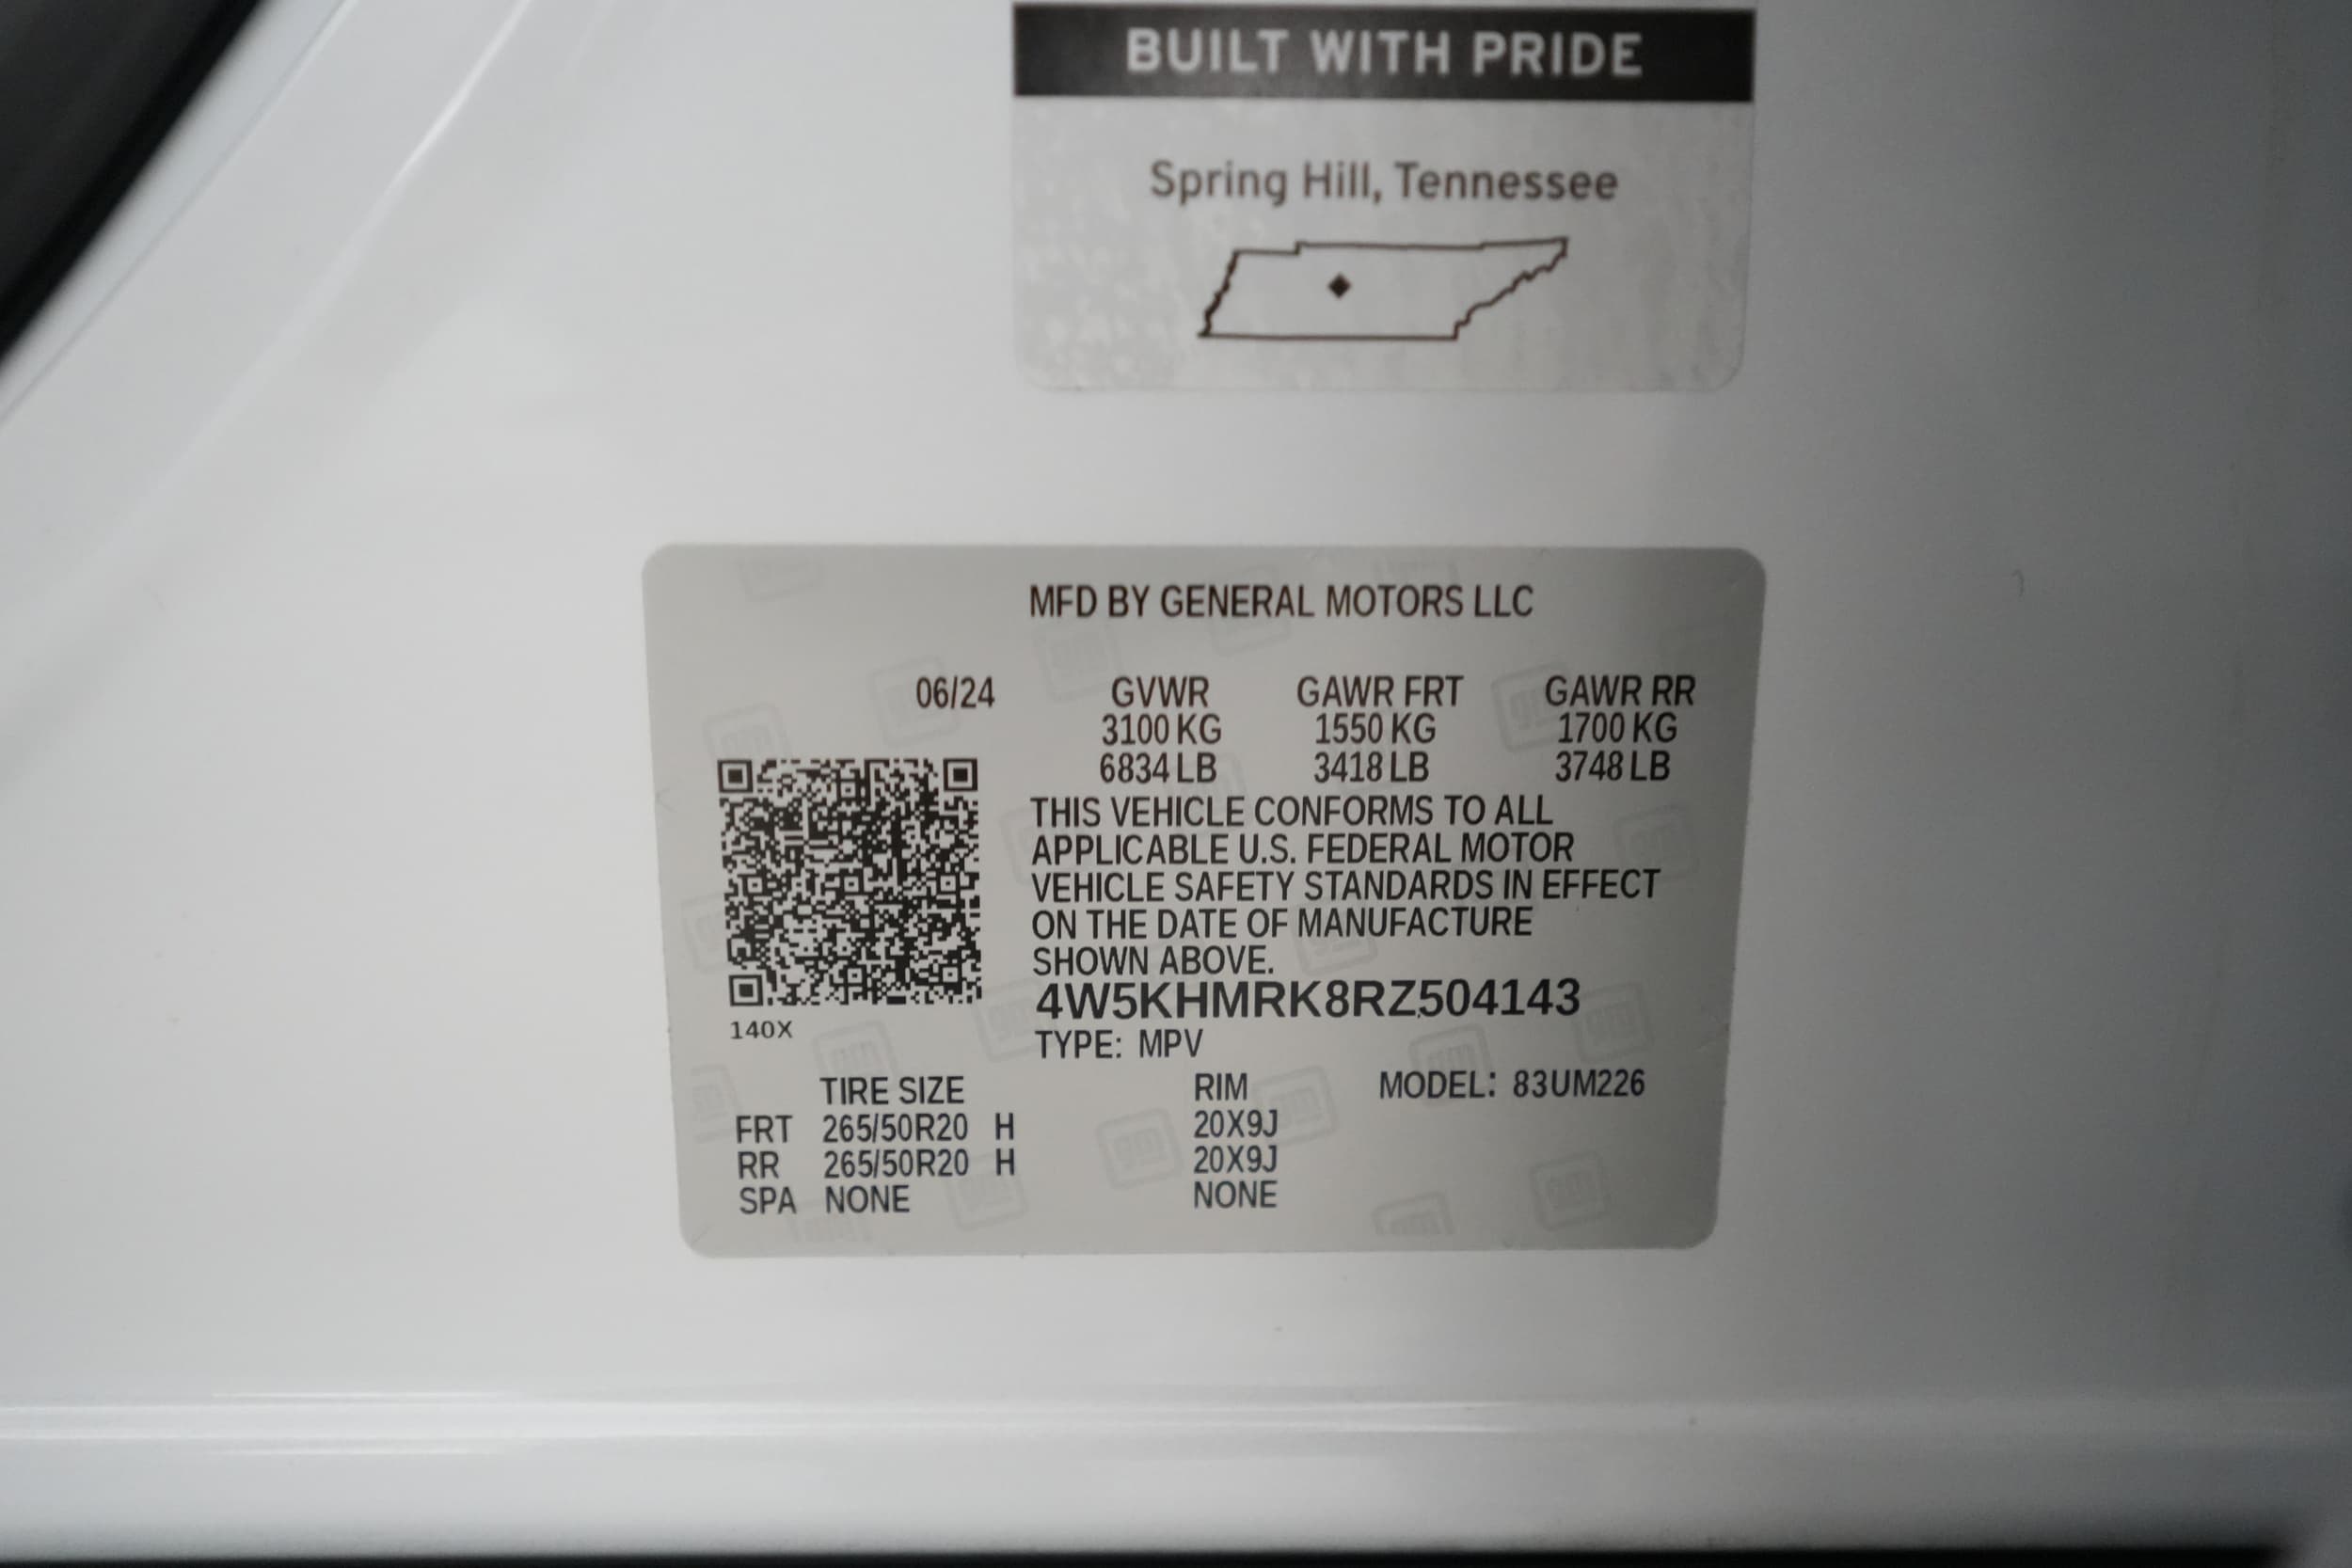 BUILT WITH PRIDE
Spring Hill, Tennessee
MFD BY GENERAL MOTORS LLC
06/24 GVWR GAWR FRT GAWR RR
3100 KG 1550 KG 1700 KG
6834 LB 3418 LB 3748 LB
THIS VEHICLE CONFORMS TO ALL
APPLICABLE U.S. FEDERAL MOTOR
VEHICLE SAFETY STANDARDS IN EFFECT
ON THE DATE OF MANUFACTURE
SHOWN ABOVE.
4W5KHMRK8RZ504143
140X
TYPE: MPV
TIRE SIZE RIM MODEL: 83UM226
FRT 265/50R20 H 20X9J
RR 265/50R20 H 20X9J
SPA NONE NONE